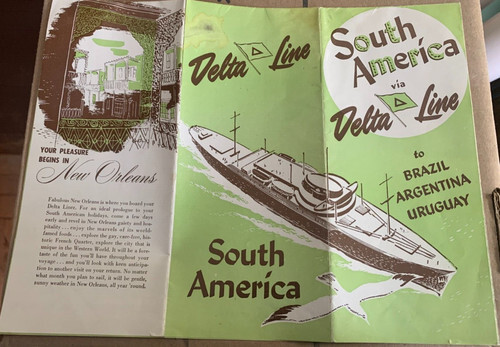 YOUR PLEASURE
BEGINS IN
New Orleans
Fabulous New Orleans is where you board your
Delta Liner. For an ideal prologue to your
South American holidays, come a few days
early and revel in New Orleans gaiety and hos-
pitality . . . enjoy the marvels of its world-
famed foods . . . explore the gay, care-free, his-
toric French Quarter, explore the city that is
unique in the Western World. It will be a fore-
taste of the fun you'll have throughout your
voyage . . . and you'll look with keen anticipa-
tion to another visit on your return. No matter
what month you plan to sail, it will be gentle,
sunny weather in New Orleans, all year 'round.
Delta Line
South
America
South
America
via
Delta Line
to
BRAZIL
ARGENTINA
URUGUAY